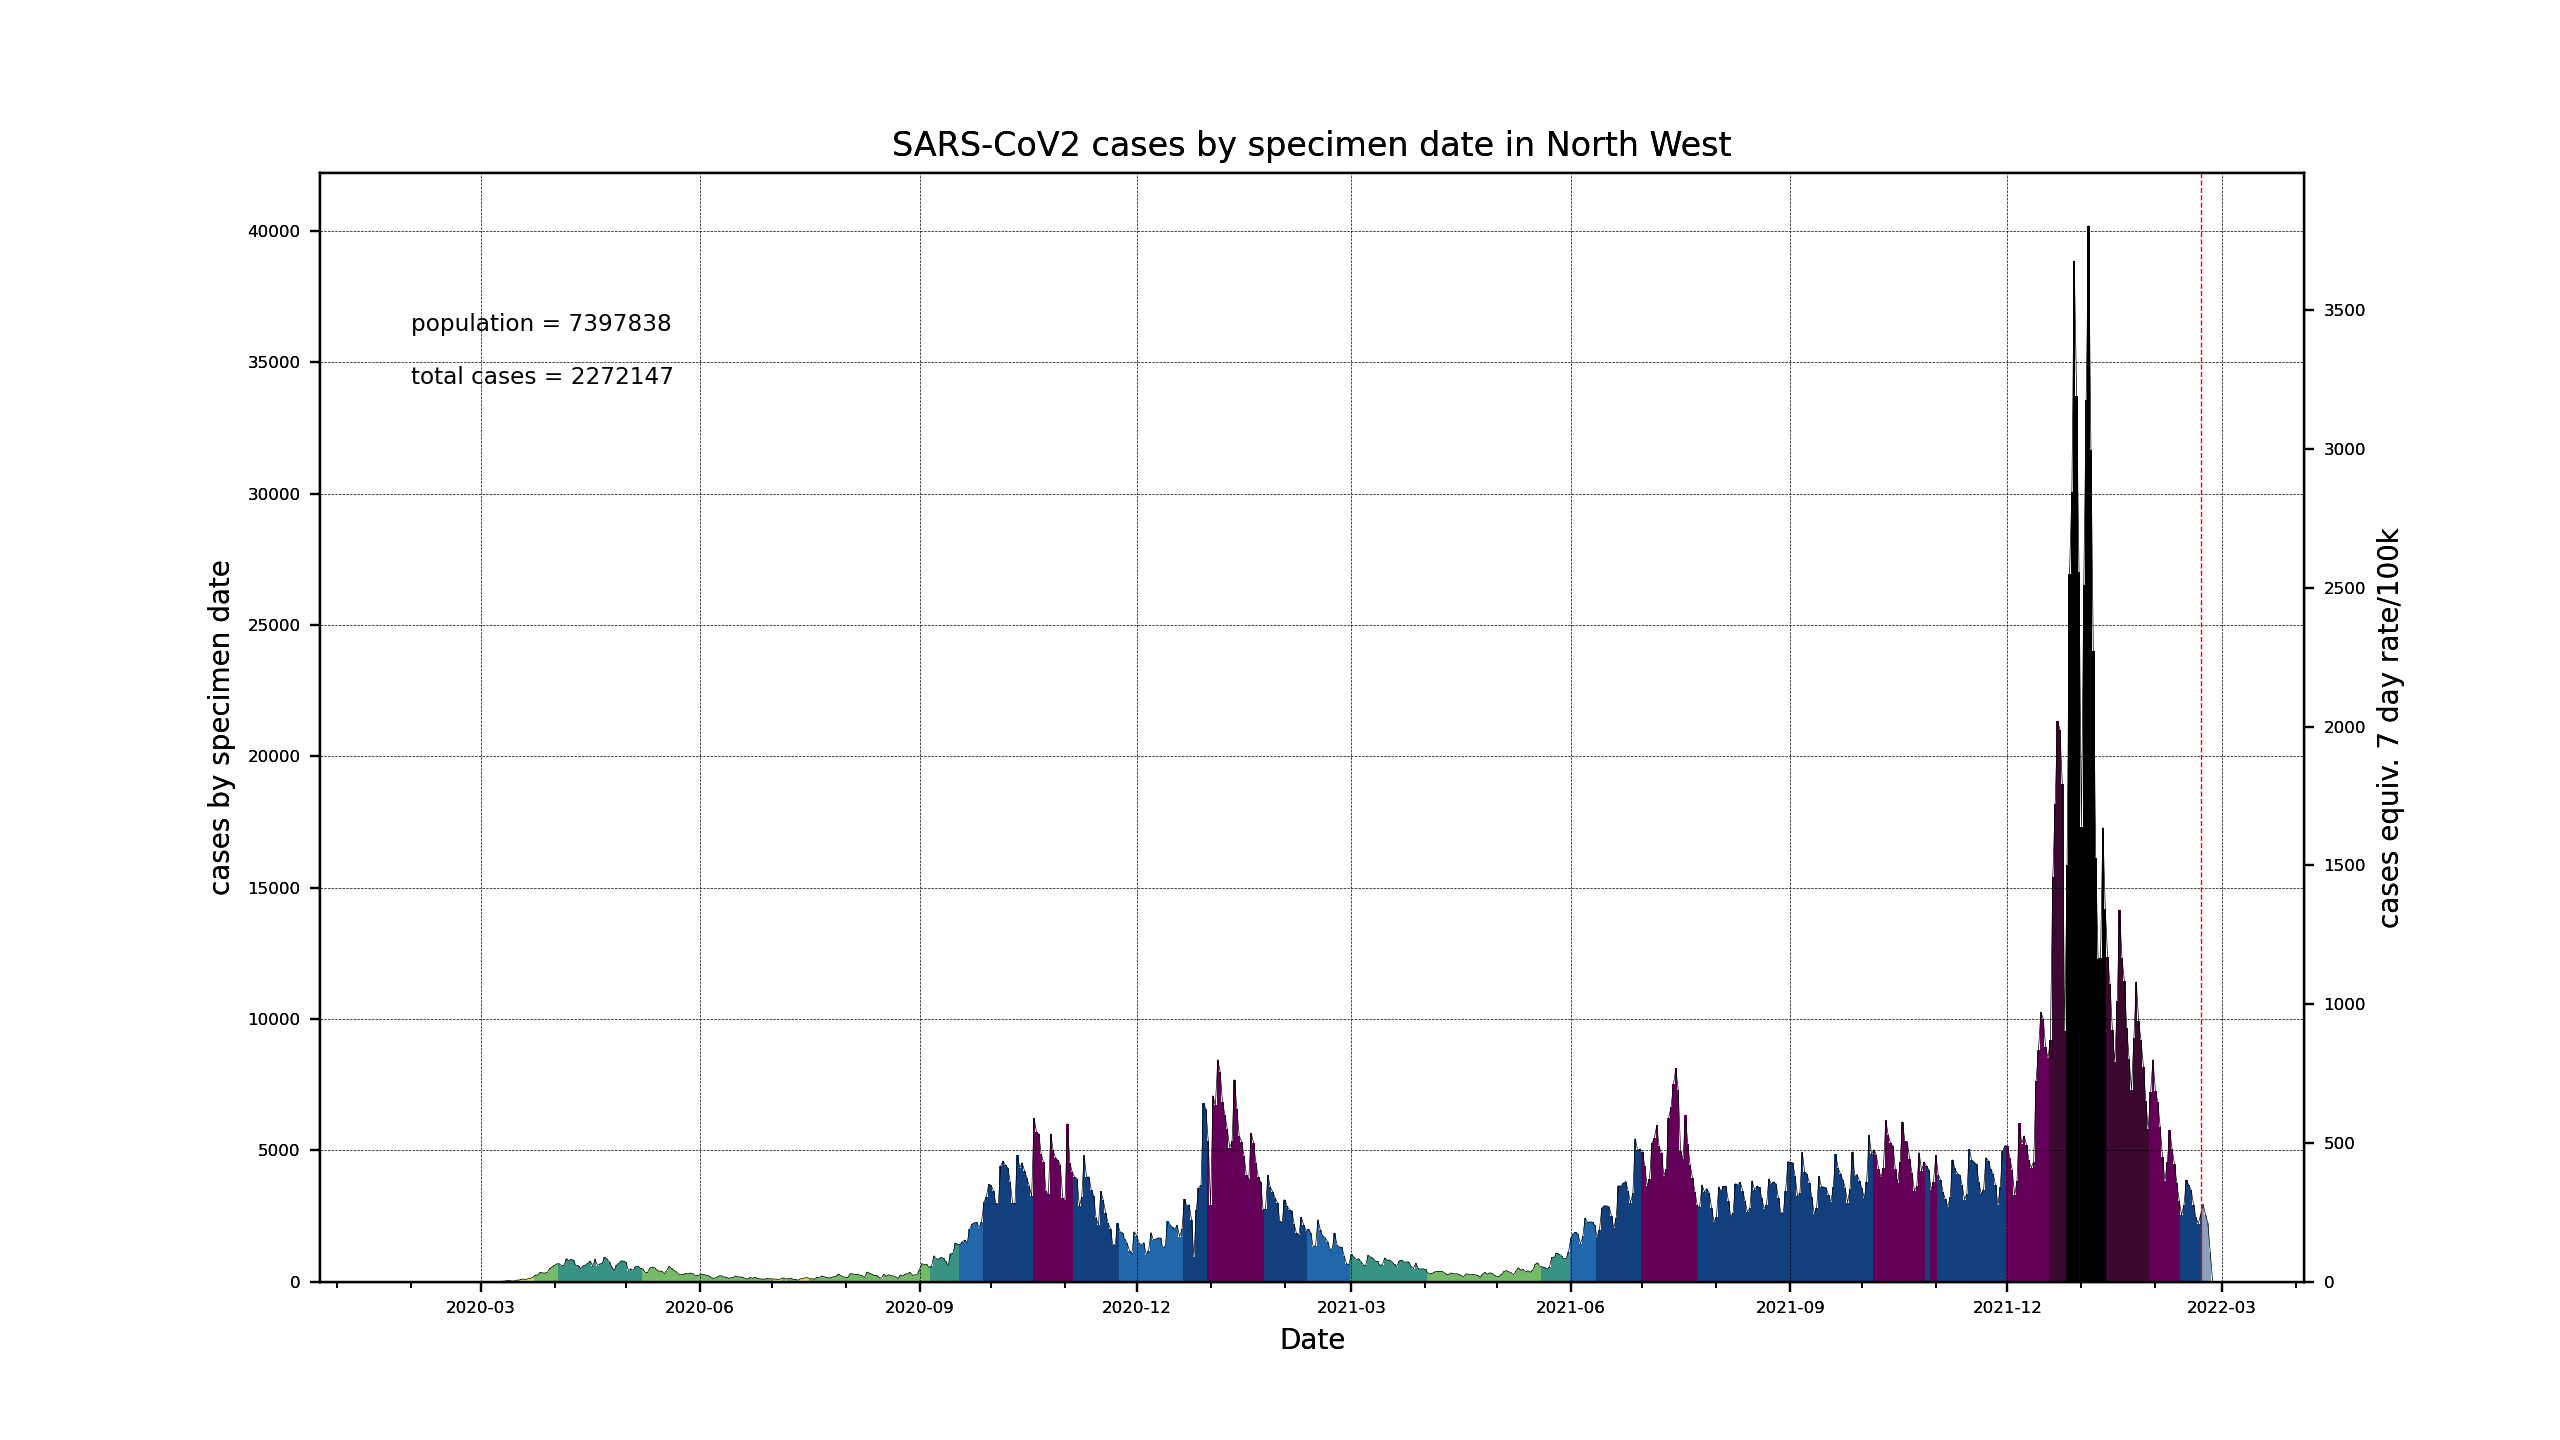 SARS-CoV2 cases by specimen date in North West
population = 7397838
total cases = 2272147
cases by specimen date
40000
35000
30000
25000
20000
15000
10000
5000
0
cases equiv. 7 day rate/100k
3500
3000
2500
2000
1500
1000
500
0
2020-03 2020-06 2020-09 2020-12 2021-03 2021-06 2021-09 2021-12 2022-03
Date